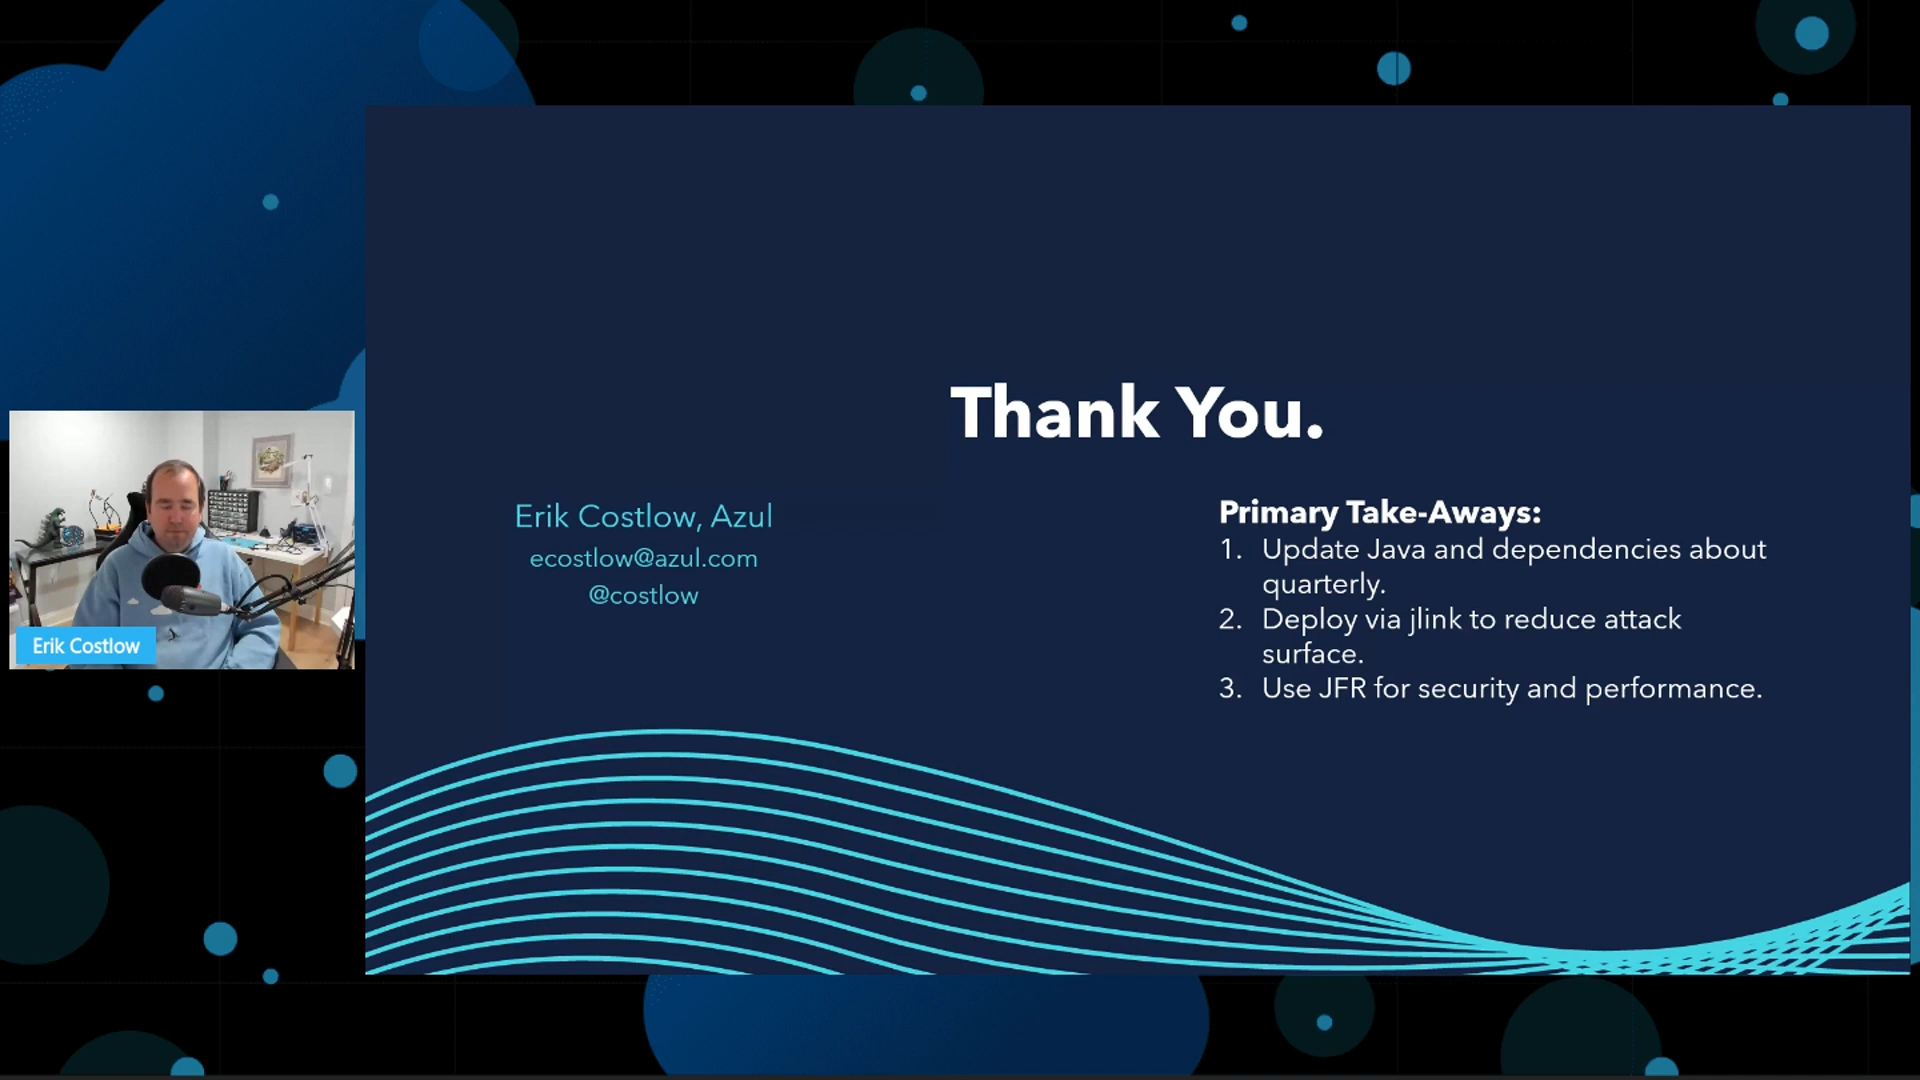 Thank You.
Erik Costlow, Azul
ecostlow@azul.com
@costlow
Primary Take-Aways:
1. Update Java and dependencies about
quarterly.
2. Deploy via jlink to reduce attack
surface.
3. Use JFR for security and performance.
Erik Costlow